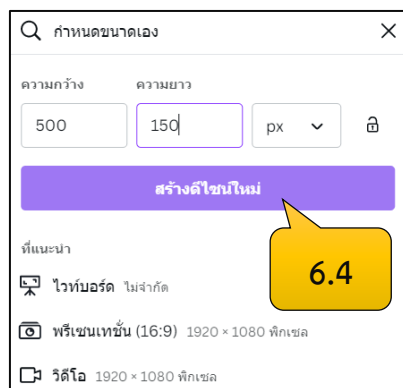 กำหนดขนาดเอง
ความกว้าง ความยาว
500 150 px
สร้างดีไซน์ใหม่
ที่แนะนำ
6.4
ไวท์บอร์ด ไม่จำกัด
พรีเซนเทชั่น (16:9) 1920 × 1080 พิกเซล
วิดีโอ 1920 × 1080 พิกเซล